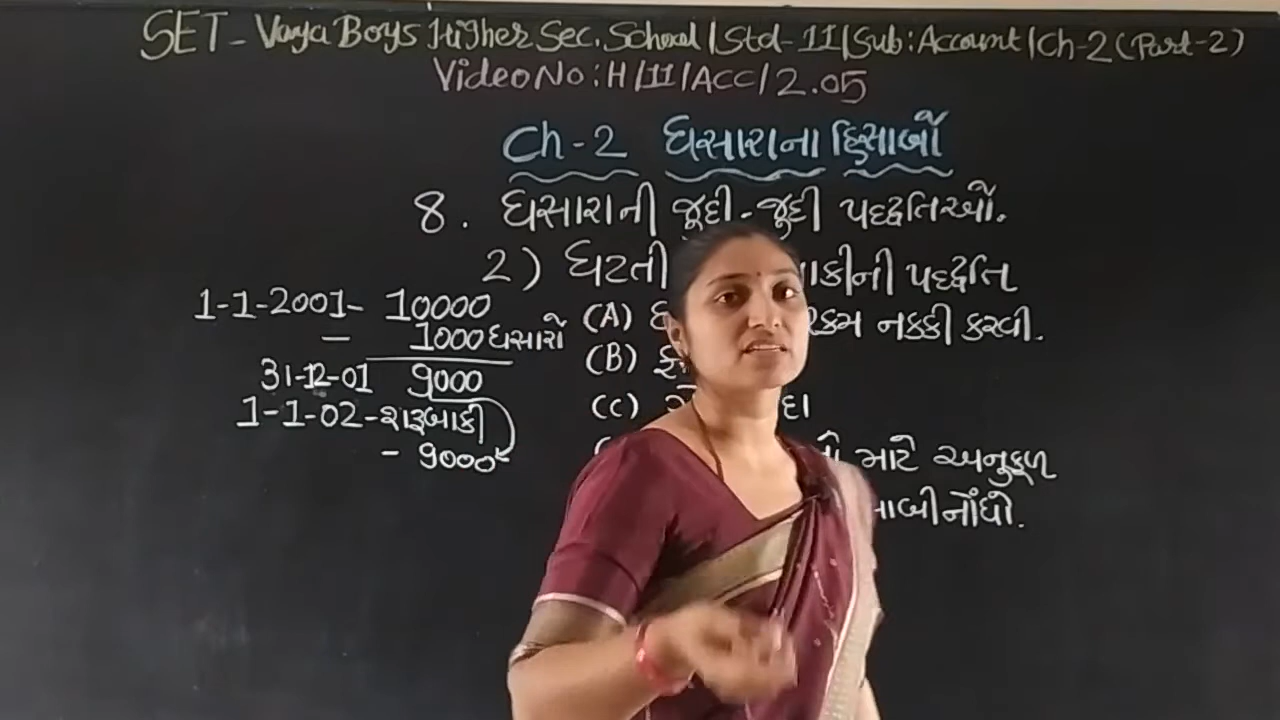 SET - Vaya Boys Higher Sec. School / Std-11 / Sub : Account / Ch-2 (Part-2)
Video No : H / 11 / ACC / 2.05
Ch-2 ઘસારાના હિસાબો
8. ઘસારાની જૂદી-જૂદી પદ્ધતિઓ.
2) ઘટતી પદ્ધતિ
1-1-2001- 10000
(A) રકમ નક્કી કરવી.
- 1000 ઘસારો
(B)
31-12-01 9000
(C)
1-1-02 - શરૂબાકી
- 9000
માટે અનુકૂળ